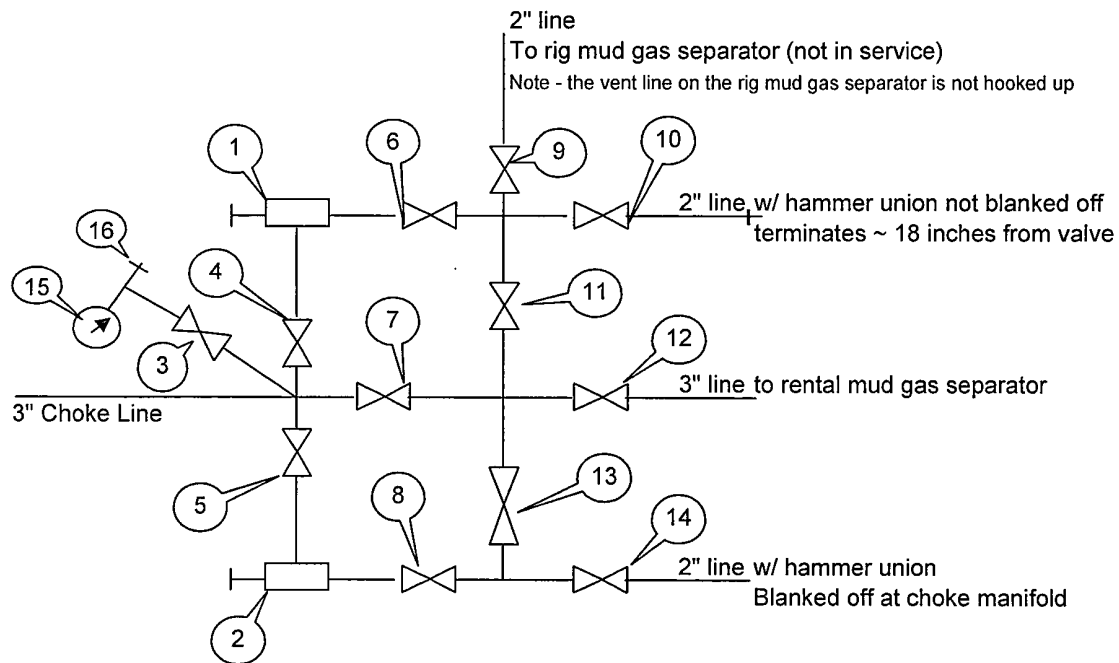 2" line
To rig mud gas separator (not in service)
Note - the vent line on the rig mud gas separator is not hooked up
1
6
9
10
2" line w/ hammer union not blanked off
terminates ~ 18 inches from valve
16
15
4
3
7
11
12
3" line to rental mud gas separator
3" Choke Line
5
8
13
14
2" line w/ hammer union
Blanked off at choke manifold
2